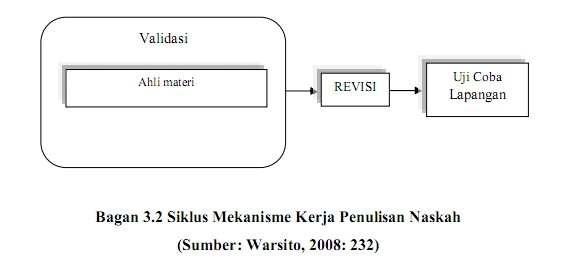 Validasi
Ahli materi
REVISI
Uji Coba
Lapangan
Bagan 3.2 Siklus Mekanisme Kerja Penulisan Naskah
(Sumber: Warsito, 2008: 232)